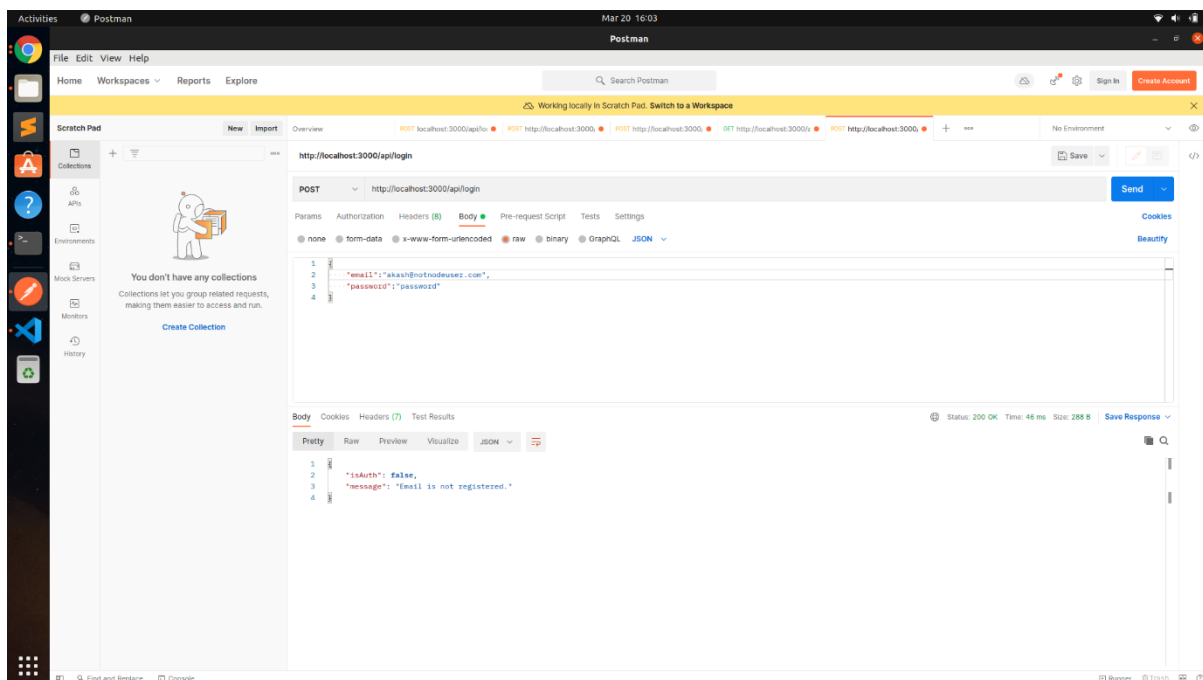 Activities Postman Mar 20 16:03
Postman
File Edit View Help
Home Workspaces Reports Explore Search Postman Sign In Create Account
Working locally in Scratch Pad. Switch to a Workspace
Scratch Pad New Import Overview POST localhost:3000/api/lo POST http://localhost:3000, POST http://localhost:3000, GET http://localhost:3000/ POST http://localhost:3000, No Environment
Collections
APIs
Environments
Mock Servers
Monitors
History
You don't have any collections
Collections let you group related requests,
making them easier to access and run.
Create Collection
http://localhost:3000/api/login Save
POST http://localhost:3000/api/login Send
Params Authorization Headers (8) Body Pre-request Script Tests Settings Cookies
none form-data x-www-form-urlencoded raw binary GraphQL JSON Beautify
1 {
2 "email":"akash@notnodeuser.com",
3 "password":"password"
4 }
Body Cookies Headers (7) Test Results Status: 200 OK Time: 46 ms Size: 288 B Save Response
Pretty Raw Preview Visualize JSON
1 {
2 "isAuth": false,
3 "message": "Email is not registered."
4 }
Find and Replace Console Runner Trash